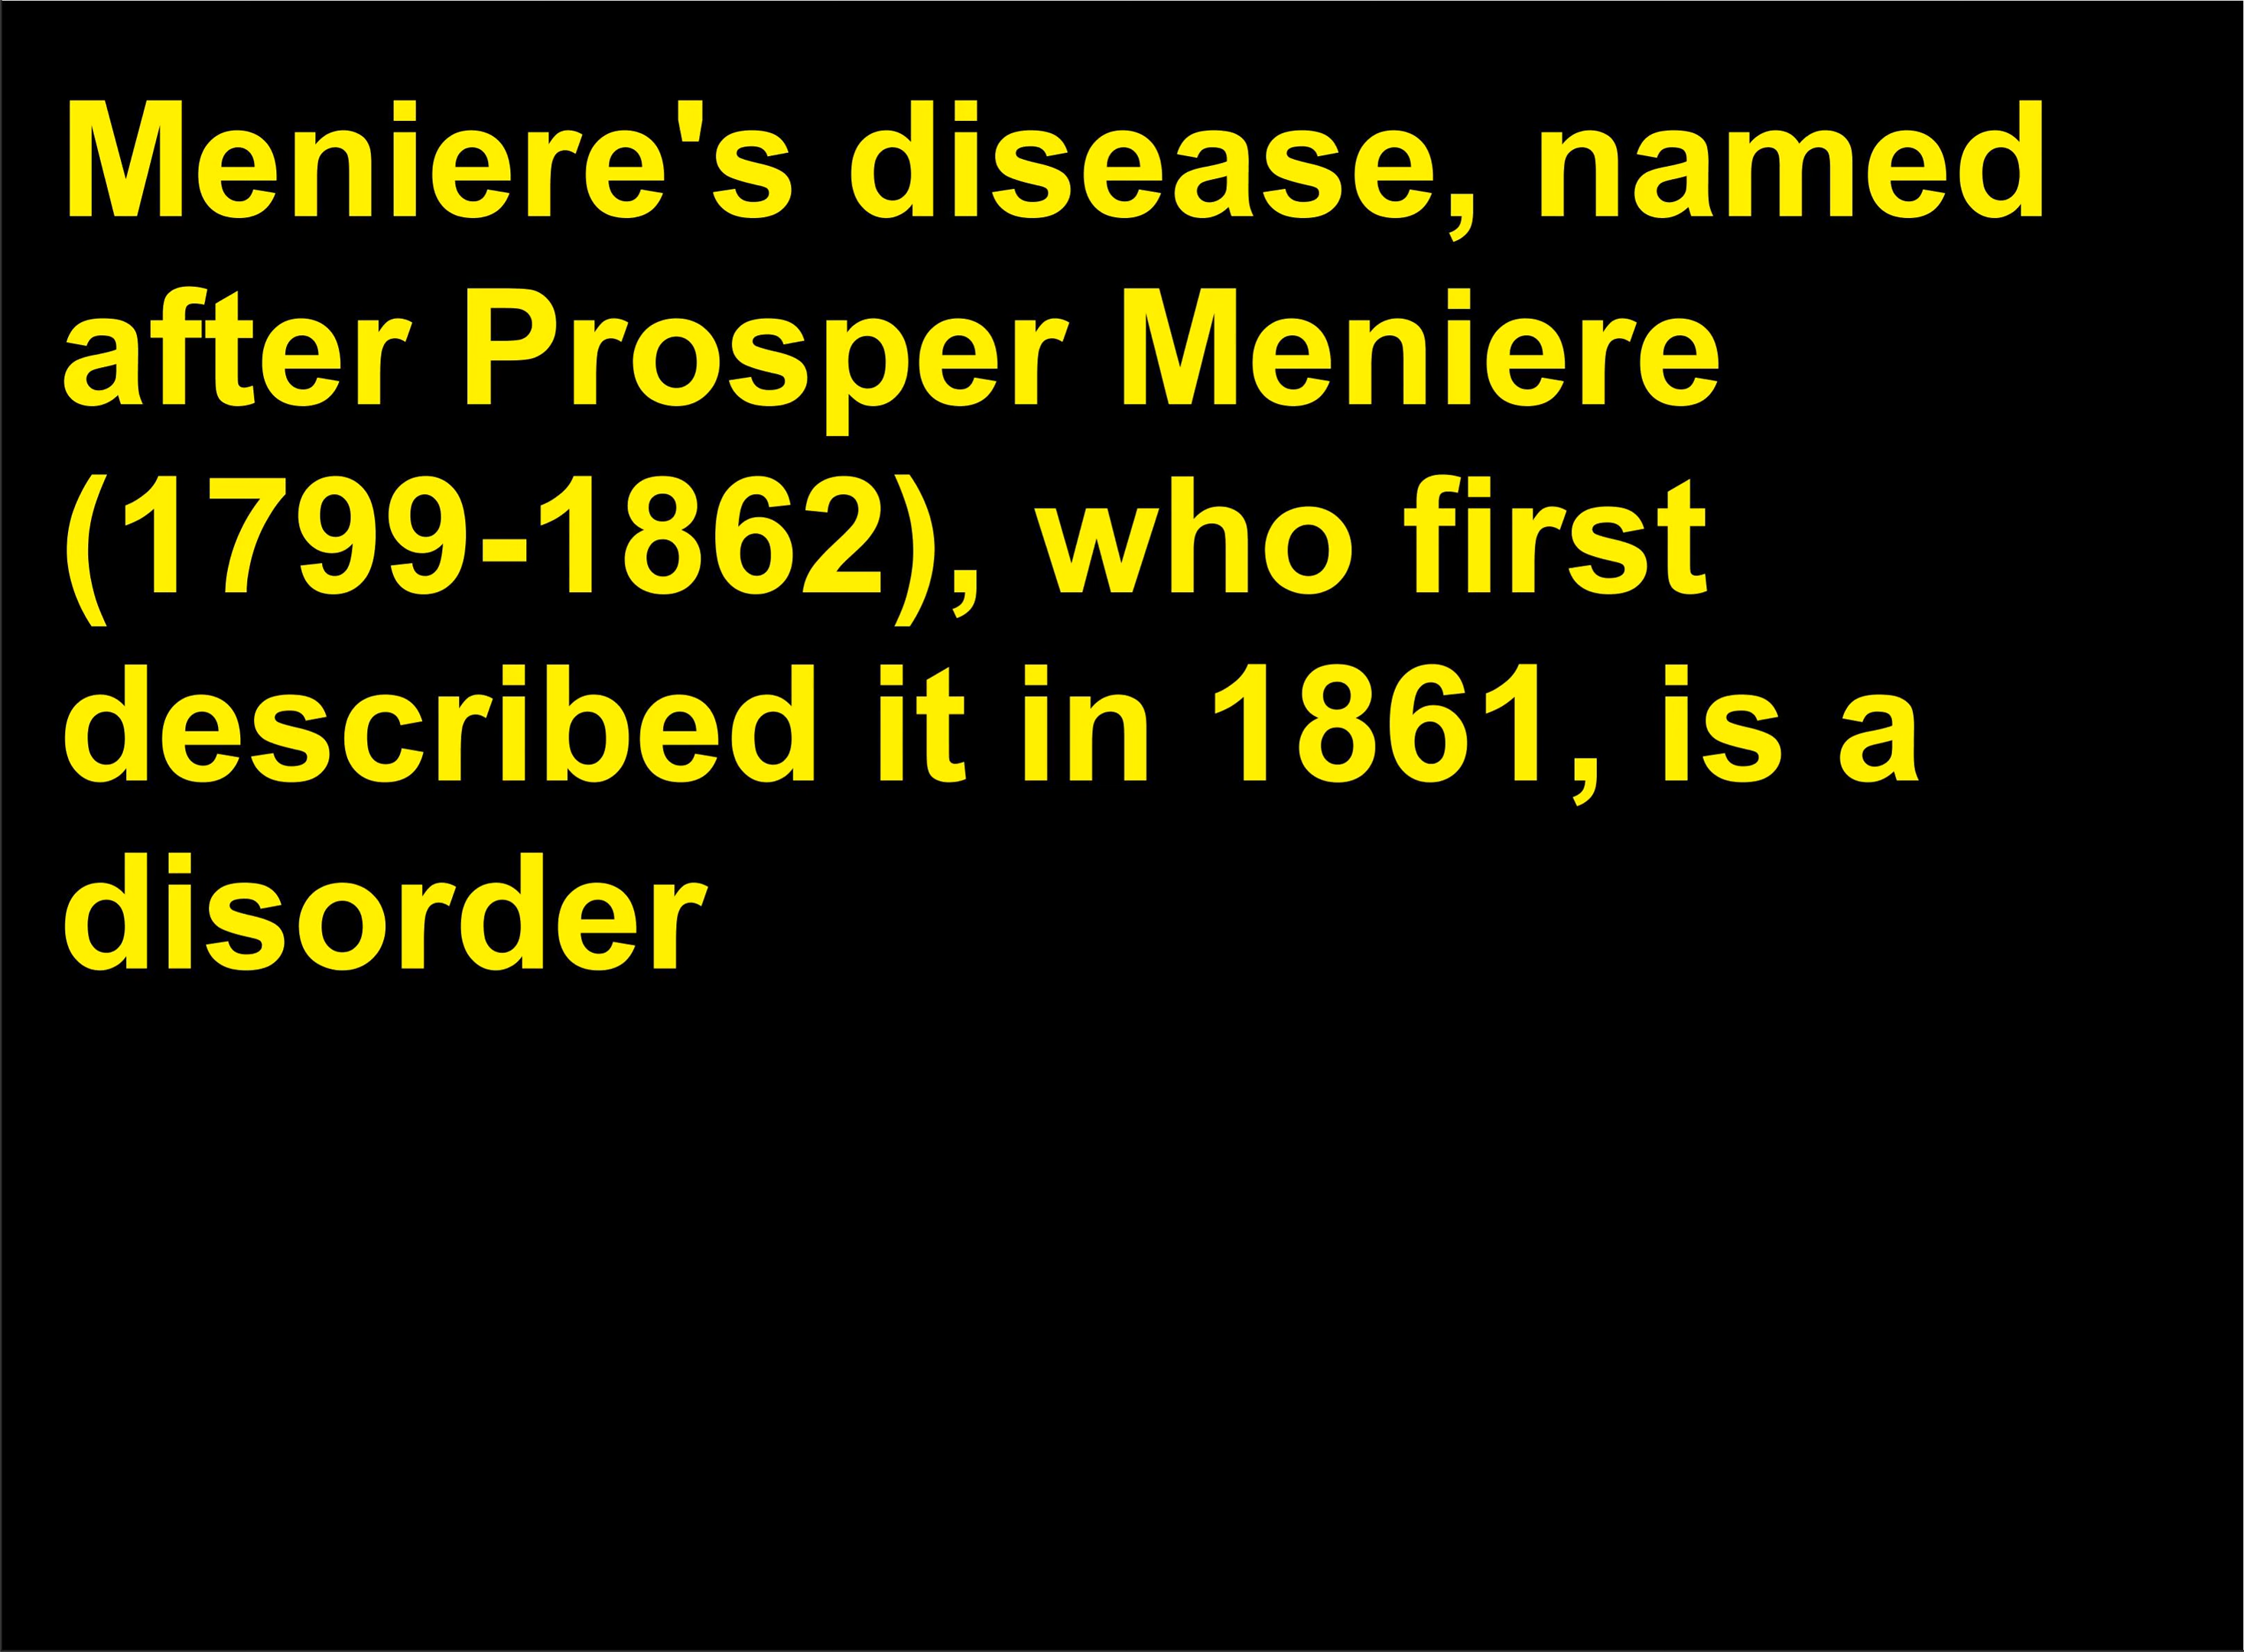 Meniere's disease, named
after Prosper Meniere
(1799-1862), who first
described it in 1861, is a
disorder